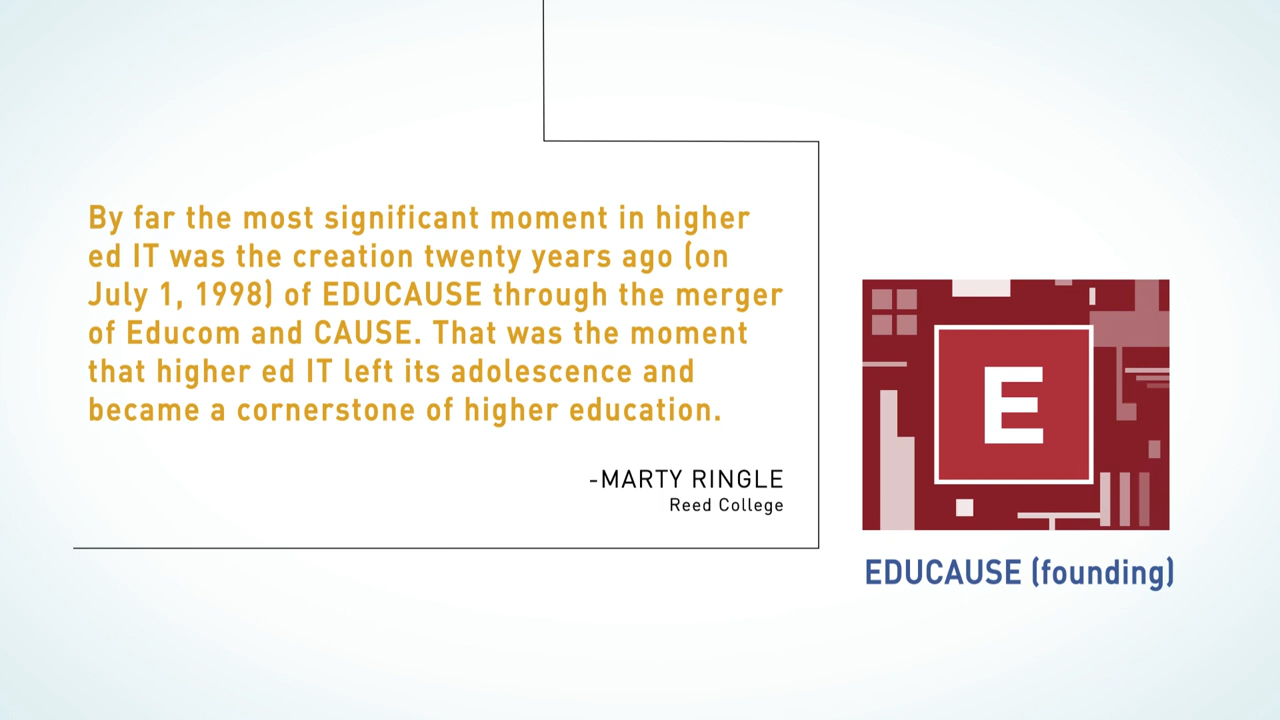 By far the most significant moment in higher
ed IT was the creation twenty years ago (on
July 1, 1998) of EDUCAUSE through the merger
of Educom and CAUSE. That was the moment
that higher ed IT left its adolescence and
became a cornerstone of higher education.
-MARTY RINGLE
Reed College
E
EDUCAUSE (founding)